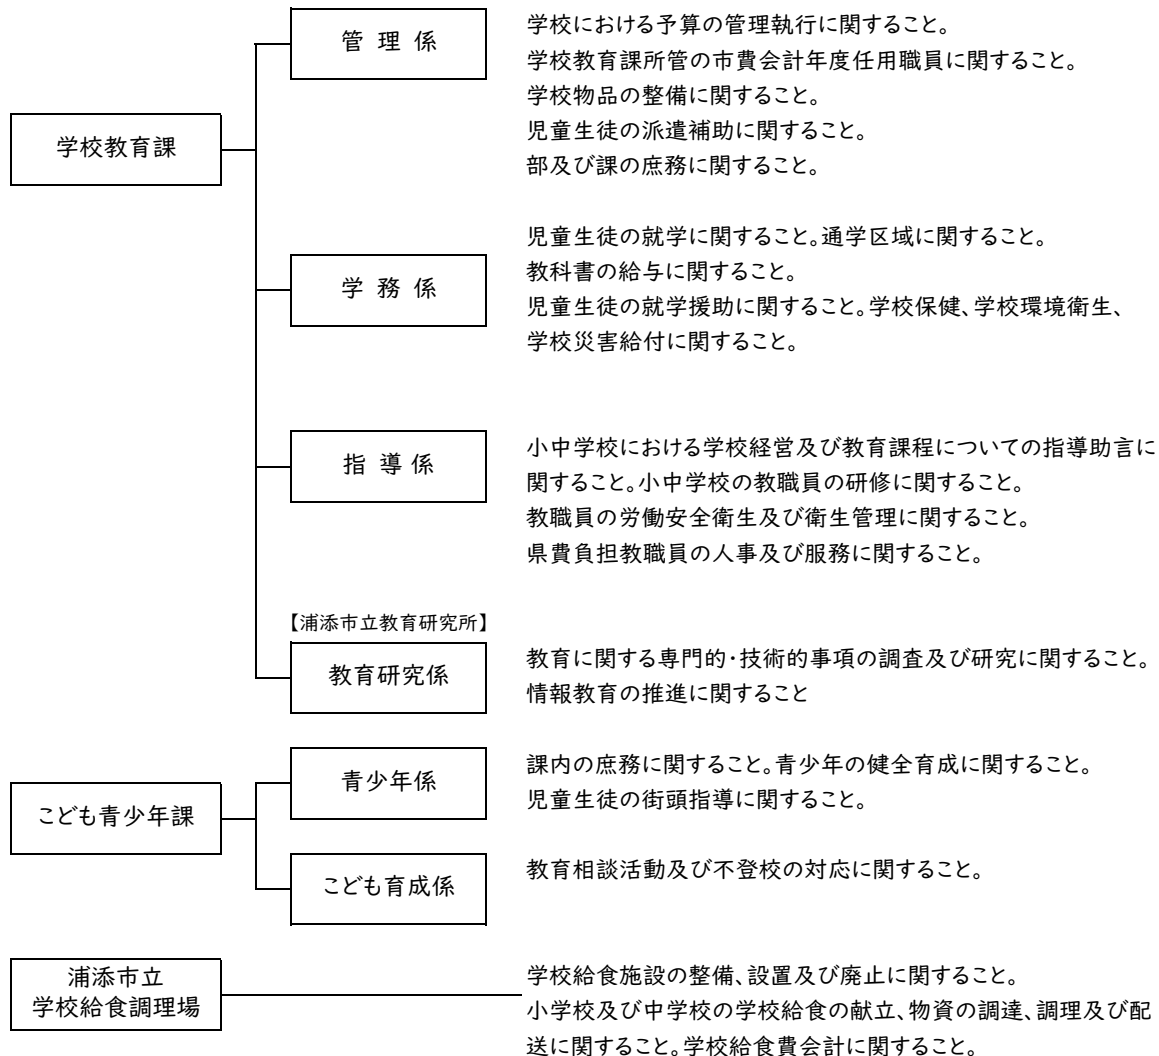 管 理 係
学校における予算の管理執行に関すること。
学校教育課所管の市費会計年度任用職員に関すること。
学校物品の整備に関すること。
児童生徒の派遣補助に関すること。
部及び課の庶務に関すること。
学校教育課
学 務 係
児童生徒の就学に関すること。通学区域に関すること。
教科書の給与に関すること。
児童生徒の就学援助に関すること。学校保健、学校環境衛生、
学校災害給付に関すること。
指 導 係
小中学校における学校経営及び教育課程についての指導助言に
関すること。小中学校の教職員の研修に関すること。
教職員の労働安全衛生及び衛生管理に関すること。
県費負担教職員の人事及び服務に関すること。
【浦添市立教育研究所】
教育研究係
教育に関する専門的・技術的事項の調査及び研究に関すること。
情報教育の推進に関すること
こども青少年課
青少年係
課内の庶務に関すること。青少年の健全育成に関すること。
児童生徒の街頭指導に関すること。
こども育成係
教育相談活動及び不登校の対応に関すること。
浦添市立
学校給食調理場
学校給食施設の整備、設置及び廃止に関すること。
小学校及び中学校の学校給食の献立、物資の調達、調理及び配
送に関すること。学校給食費会計に関すること。